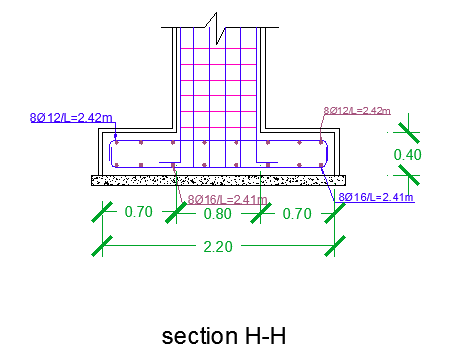 8Ø12/L=2.42m
8Ø12/L=2.42m
0.40
8Ø16/L=2.41m
8Ø16/L=2.41m
0.70
0.80
0.70
2.20
section H-H